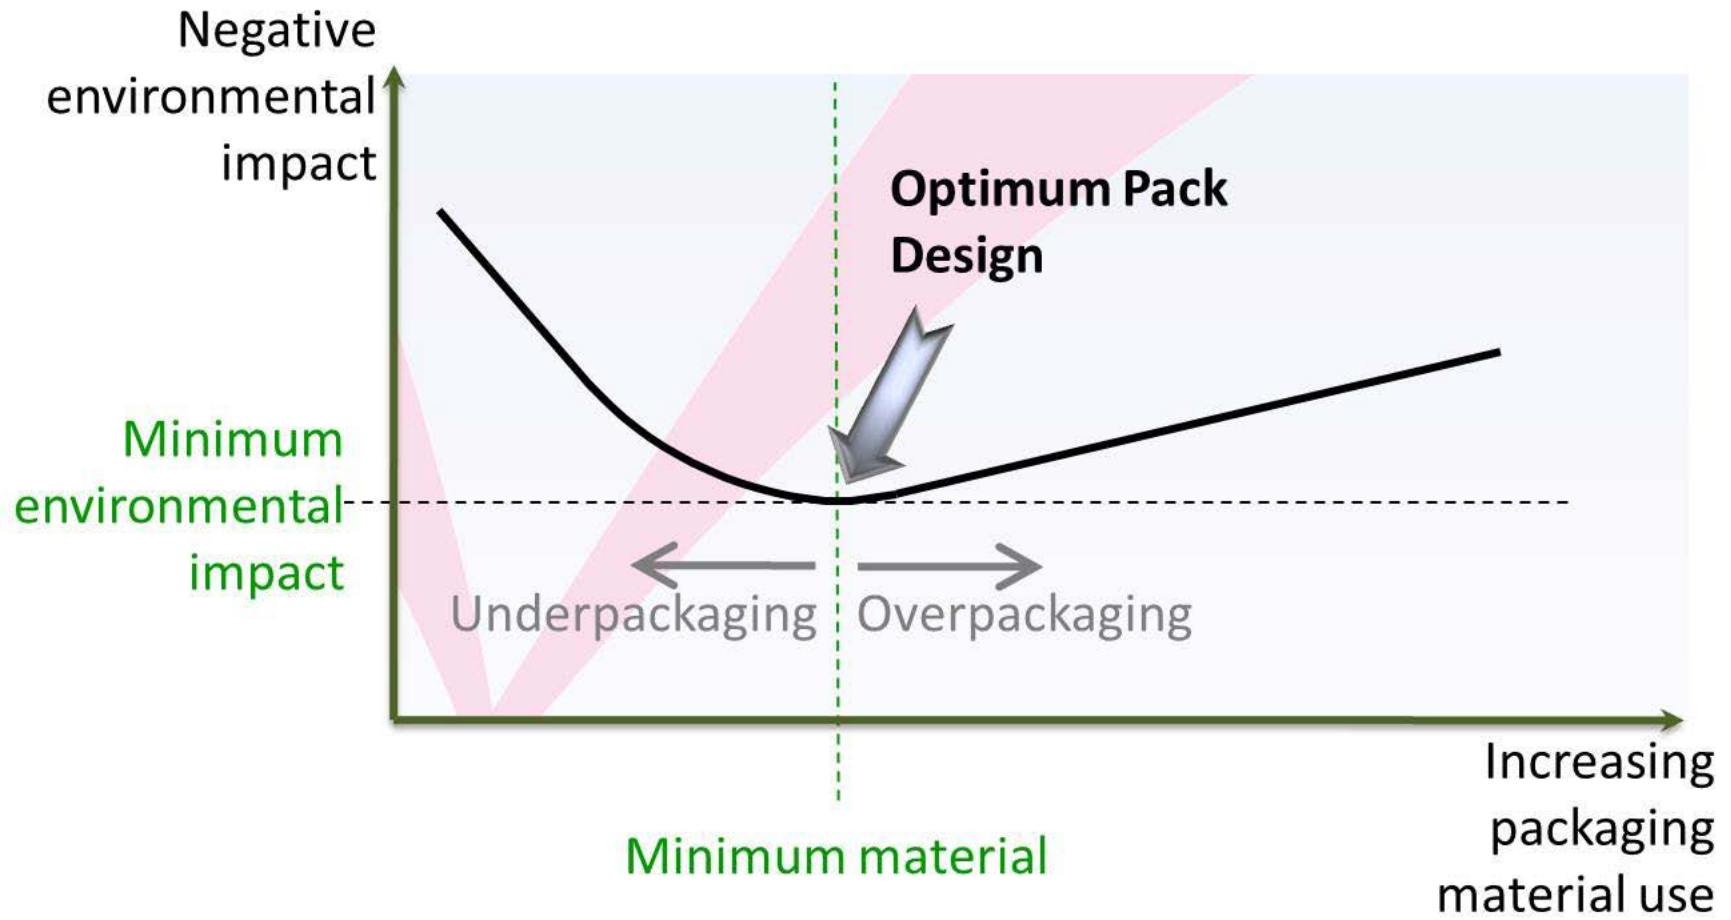 Negative
environmental
impact
Optimum Pack
Design
Minimum
environmental
impact
Underpackaging
Overpackaging
Increasing
packaging
material use
Minimum material